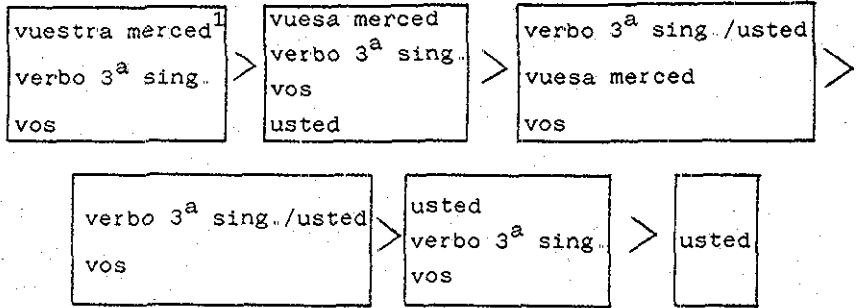 vuestra merced¹
verbo 3ª sing.
vos
>
vuesa merced
verbo 3ª sing.
vos
usted
>
verbo 3ª sing./usted
vuesa merced
vos
>
verbo 3ª sing./usted
vos
>
usted
verbo 3ª sing.
vos
>
usted